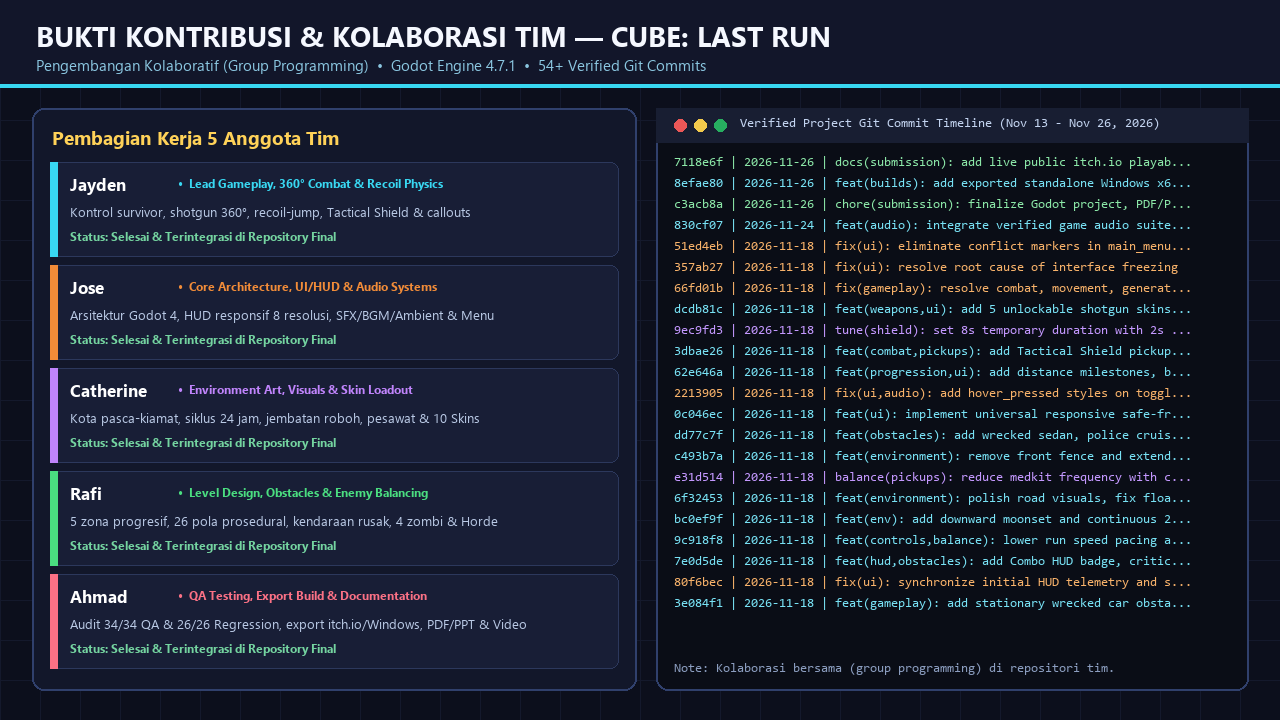 BUKTI KONTRIBUSI & KOLABORASI TIM — CUBE: LAST RUN
Pengembangan Kolaboratif (Group Programming) • Godot Engine 4.7.1 • 54+ Verified Git Commits
Pembagian Kerja 5 Anggota Tim
Jayden • Lead Gameplay, 360° Combat & Recoil Physics
Kontrol survivor, shotgun 360°, recoil-jump, Tactical Shield & callouts
Status: Selesai & Terintegrasi di Repository Final
Jose • Core Architecture, UI/HUD & Audio Systems
Arsitektur Godot 4, HUD responsif 8 resolusi, SFX/BGM/Ambient & Menu
Status: Selesai & Terintegrasi di Repository Final
Catherine • Environment Art, Visuals & Skin Loadout
Kota pasca-kiamat, siklus 24 jam, jembatan roboh, pesawat & 10 Skins
Status: Selesai & Terintegrasi di Repository Final
Rafi • Level Design, Obstacles & Enemy Balancing
5 zona progresif, 26 pola prosedural, kendaraan rusak, 4 zombi & Horde
Status: Selesai & Terintegrasi di Repository Final
Ahmad • QA Testing, Export Build & Documentation
Audit 34/34 QA & 26/26 Regression, export itch.io/Windows, PDF/PPT & Video
Status: Selesai & Terintegrasi di Repository Final
Verified Project Git Commit Timeline (Nov 13 - Nov 26, 2026)
7118e6f | 2026-11-26 | docs(submission): add live public itch.io playab...
8efae80 | 2026-11-26 | feat(builds): add exported standalone Windows x6...
c3acb8a | 2026-11-26 | chore(submission): finalize Godot project, PDF/P...
830cf07 | 2026-11-24 | feat(audio): integrate verified game audio suite...
51ed4eb | 2026-11-18 | fix(ui): eliminate conflict markers in main_menu...
357ab27 | 2026-11-18 | fix(ui): resolve root cause of interface freezing
66fd01b | 2026-11-18 | fix(gameplay): resolve combat, movement, generat...
dcdb81c | 2026-11-18 | feat(weapons,ui): add 5 unlockable shotgun skins...
9ec9fd3 | 2026-11-18 | tune(shield): set 8s temporary duration with 2s ...
3dbae26 | 2026-11-18 | feat(combat,pickups): add Tactical Shield pickup...
62e646a | 2026-11-18 | feat(progression,ui): add distance milestones, b...
2213905 | 2026-11-18 | fix(ui,audio): add hover_pressed styles on toggl...
0c046ec | 2026-11-18 | feat(ui): implement universal responsive safe-fr...
dd77c7f | 2026-11-18 | feat(obstacles): add wrecked sedan, police cruis...
c493b7a | 2026-11-18 | feat(environment): remove front fence and extend...
e31d514 | 2026-11-18 | balance(pickups): reduce medkit frequency with c...
6f32453 | 2026-11-18 | feat(environment): polish road visuals, fix floa...
bc0ef9f | 2026-11-18 | feat(env): add downward moonset and continuous 2...
9c918f8 | 2026-11-18 | feat(controls,balance): lower run speed pacing a...
7e0d5de | 2026-11-18 | feat(hud,obstacles): add Combo HUD badge, critic...
80f6bec | 2026-11-18 | fix(ui): synchronize initial HUD telemetry and s...
3e084f1 | 2026-11-18 | feat(gameplay): add stationary wrecked car obsta...
Note: Kolaborasi bersama (group programming) di repositori tim.